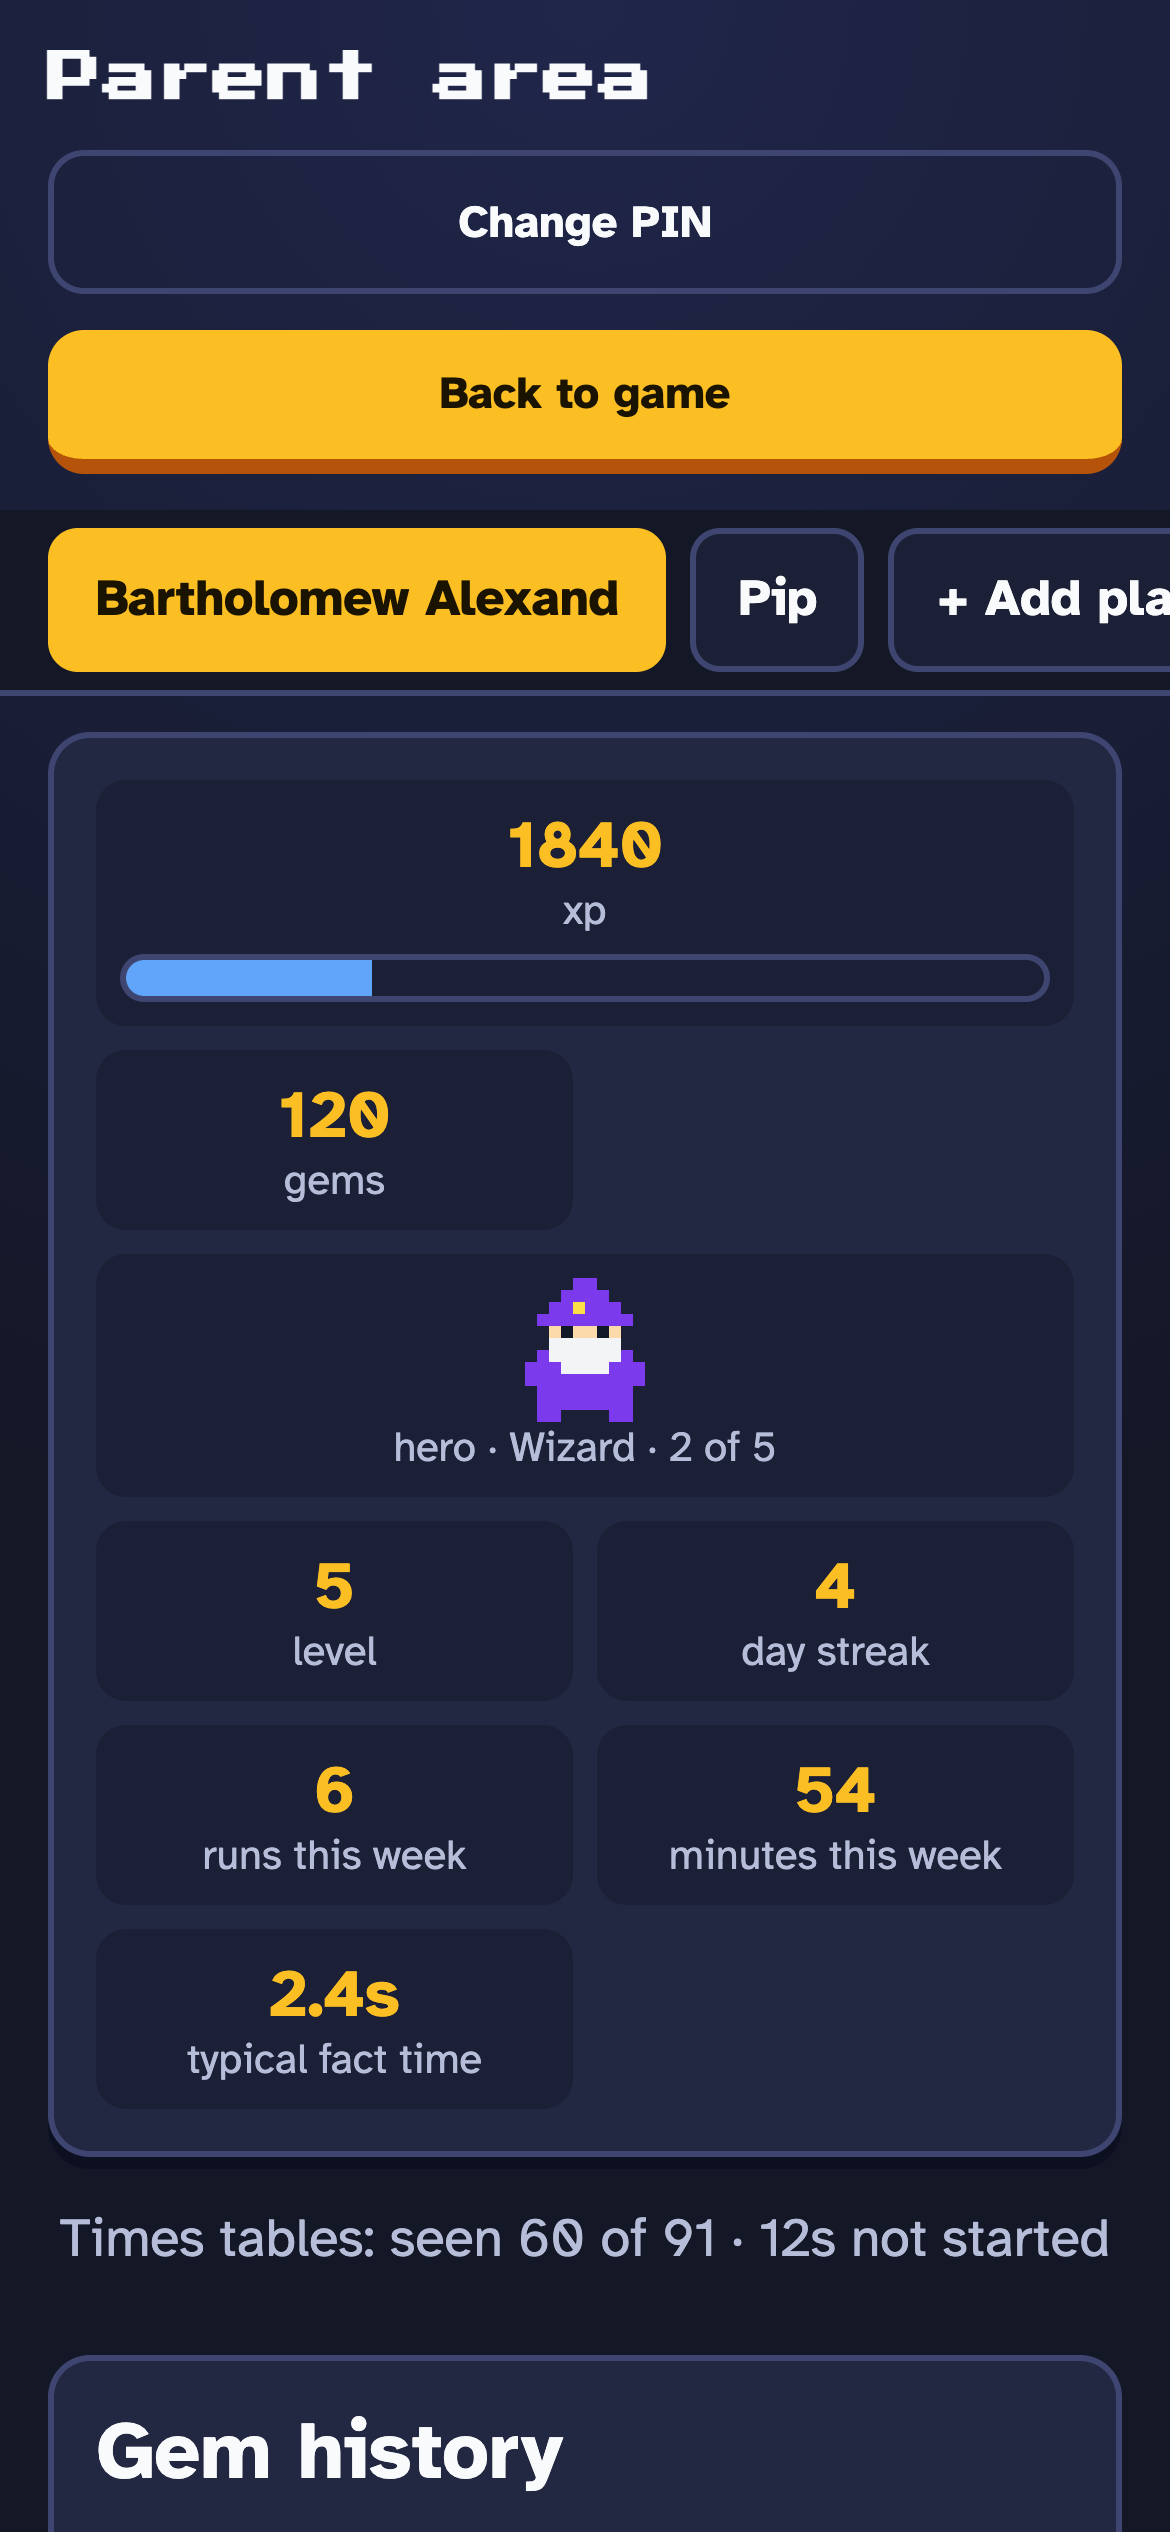 Parent area
Change PIN
Back to game
Bartholomew Alexand
Pip
+ Add pla
1840
xp
120
gems
hero · Wizard · 2 of 5
5
level
4
day streak
6
runs this week
54
minutes this week
2.4s
typical fact time
Times tables: seen 60 of 91 · 12s not started
Gem history